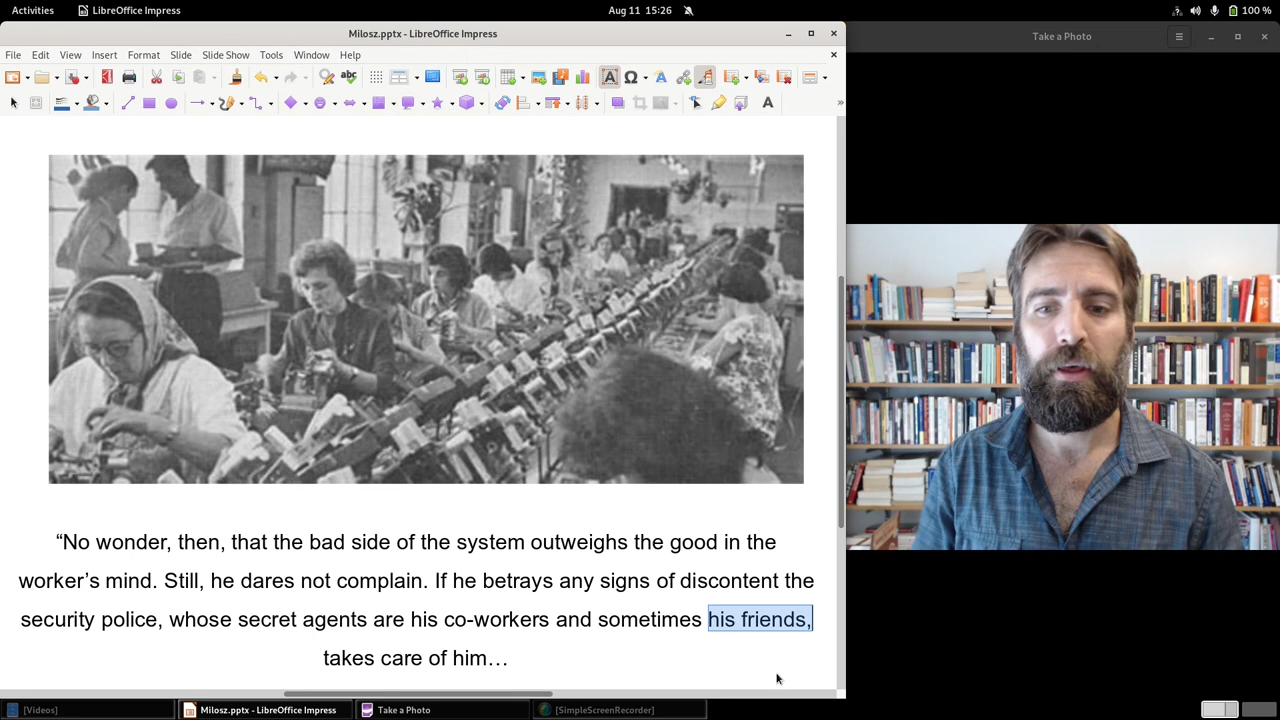 Activities
LibreOffice Impress
Aug 11 15:26
100 %
Milosz.pptx - LibreOffice Impress
Take a Photo
File Edit View Insert Format Slide Slide Show Tools Window Help
“No wonder, then, that the bad side of the system outweighs the good in the
worker’s mind. Still, he dares not complain. If he betrays any signs of discontent the
security police, whose secret agents are his co-workers and sometimes his friends,
takes care of him…
[Videos]
Milosz.pptx - LibreOffice Impress
Take a Photo
[SimpleScreenRecorder]